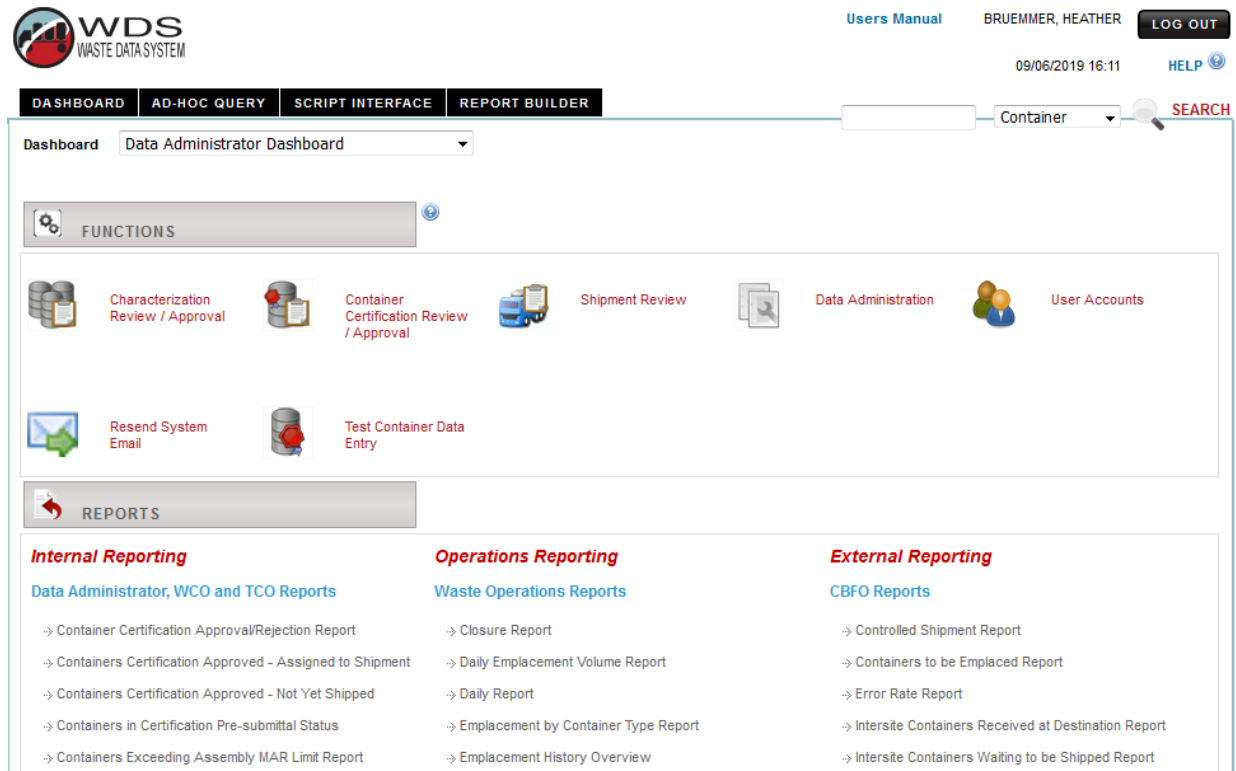 WDS
WASTE DATA SYSTEM
Users Manual
BRUEMMER, HEATHER
LOG OUT
09/06/2019 16:11
HELP
DASHBOARD
AD-HOC QUERY
SCRIPT INTERFACE
REPORT BUILDER
Container
SEARCH
Dashboard
Data Administrator Dashboard
FUNCTIONS
Characterization
Review / Approval
Container
Certification Review
/ Approval
Shipment Review
Data Administration
User Accounts
Resend System
Email
Test Container Data
Entry
REPORTS
Internal Reporting
Data Administrator, WCO and TCO Reports
Container Certification Approval/Rejection Report
Containers Certification Approved - Assigned to Shipment
Containers Certification Approved - Not Yet Shipped
Containers in Certification Pre-submittal Status
Containers Exceeding Assembly MAR Limit Report
Operations Reporting
Waste Operations Reports
Closure Report
Daily Emplacement Volume Report
Daily Report
Emplacement by Container Type Report
Emplacement History Overview
External Reporting
CBFO Reports
Controlled Shipment Report
Containers to be Emplaced Report
Error Rate Report
Intersite Containers Received at Destination Report
Intersite Containers Waiting to be Shipped Report